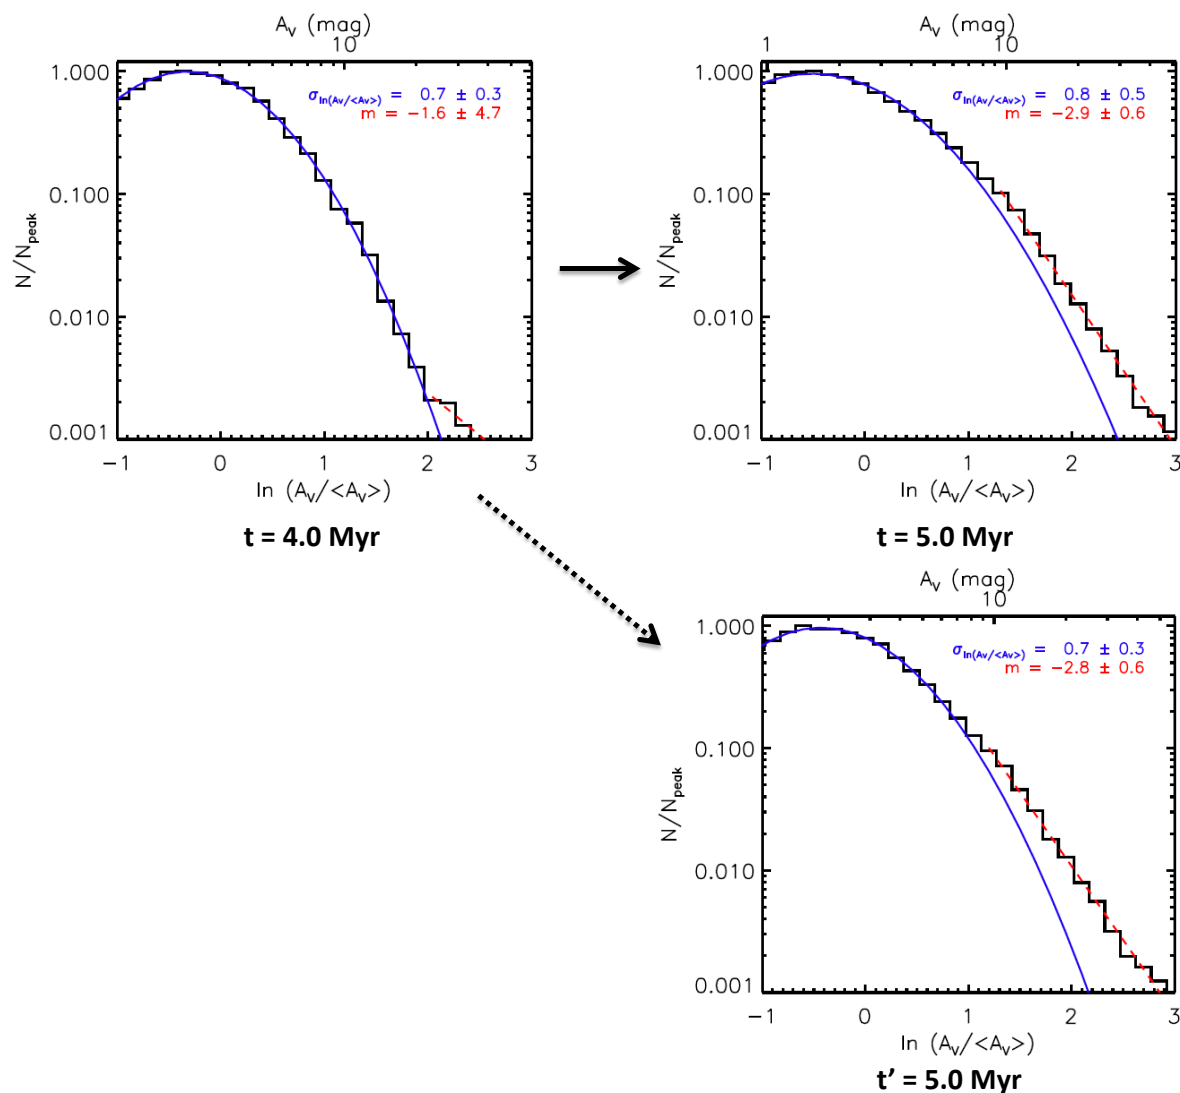 A_V (mag)
10
1.000
0.100
0.010
0.001
N/N_peak
σ_ln(Av/<Av>) = 0.7 ± 0.3
m = −1.6 ± 4.7
−1 0 1 2 3
ln (A_V/<A_V>)
t = 4.0 Myr
A_V (mag)
1 10
1.000
0.100
0.010
0.001
N/N_peak
σ_ln(Av/<Av>) = 0.8 ± 0.5
m = −2.9 ± 0.6
−1 0 1 2 3
ln (A_V/<A_V>)
t = 5.0 Myr
A_V (mag)
10
1.000
0.100
0.010
0.001
N/N_peak
σ_ln(Av/<Av>) = 0.7 ± 0.3
m = −2.8 ± 0.6
−1 0 1 2 3
ln (A_V/<A_V>)
t’ = 5.0 Myr